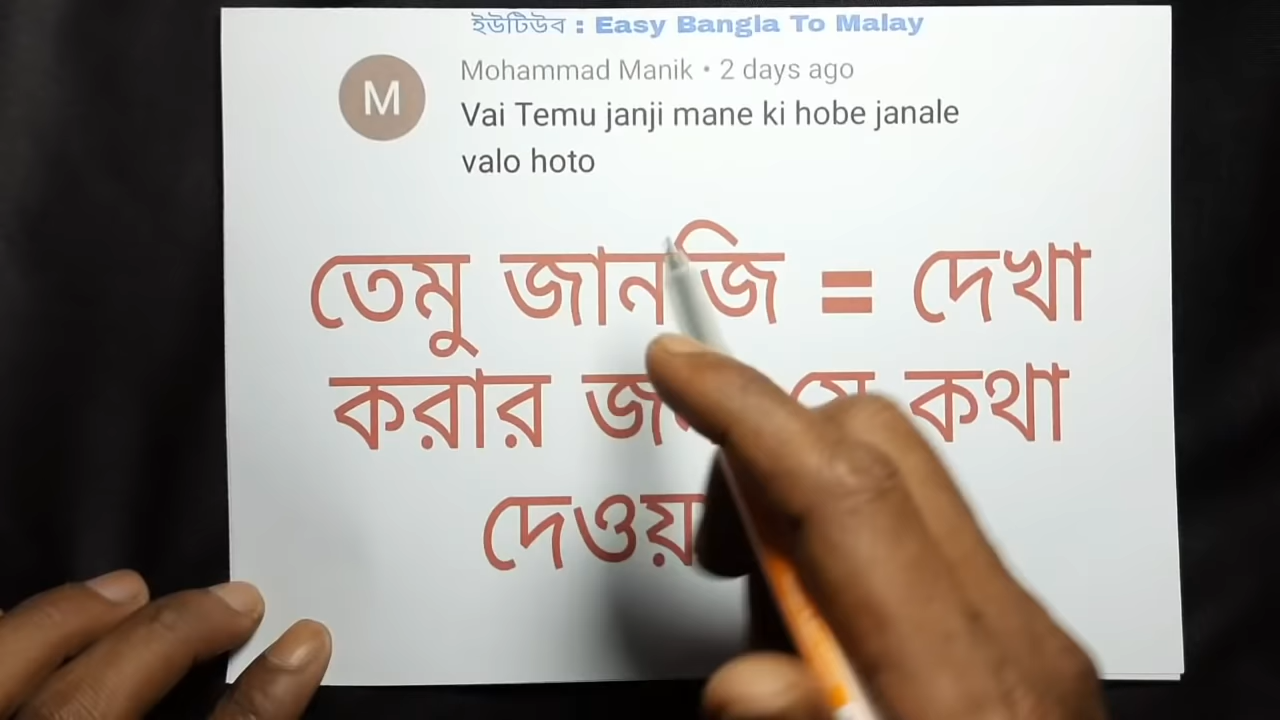 ইউটিউব : Easy Bangla To Malay
Mohammad Manik • 2 days ago
M
Vai Temu janji mane ki hobe janale
valo hoto
তেমু জানজি = দেখা
করার কথা